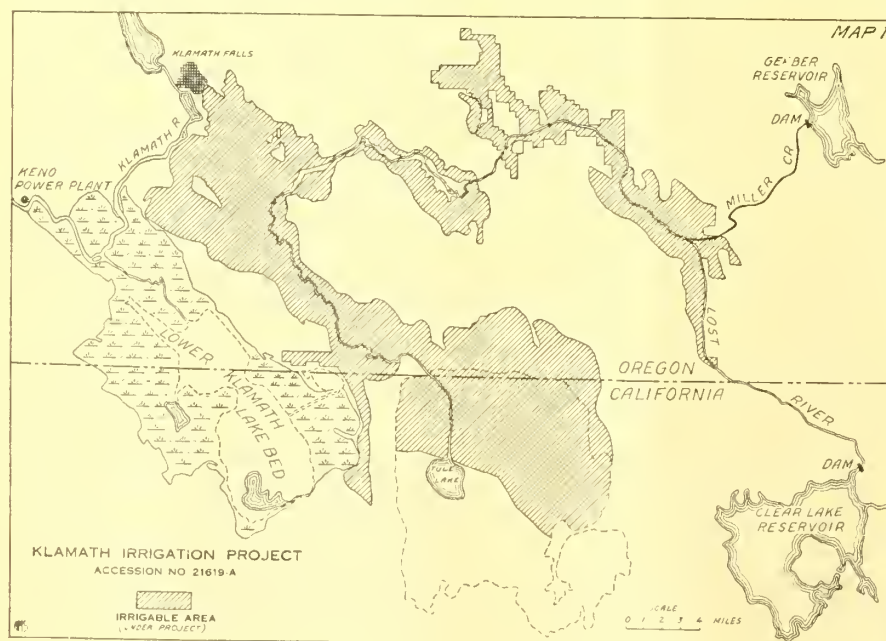 MAP
KLAMATH FALLS
GERBER
RESERVOIR
DAM
KLAMATH R
KENO
POWER PLANT
MILLER CR
LOST
RIVER
LOWER
KLAMATH
LAKE BED
OREGON
CALIFORNIA
TULE
LAKE
DAM
CLEAR LAKE
RESERVOIR
KLAMATH IRRIGATION PROJECT
ACCESSION NO 21619-A
IRRIGABLE AREA
(UNDER PROJECT)
SCALE
0 1 2 3 4 MILES